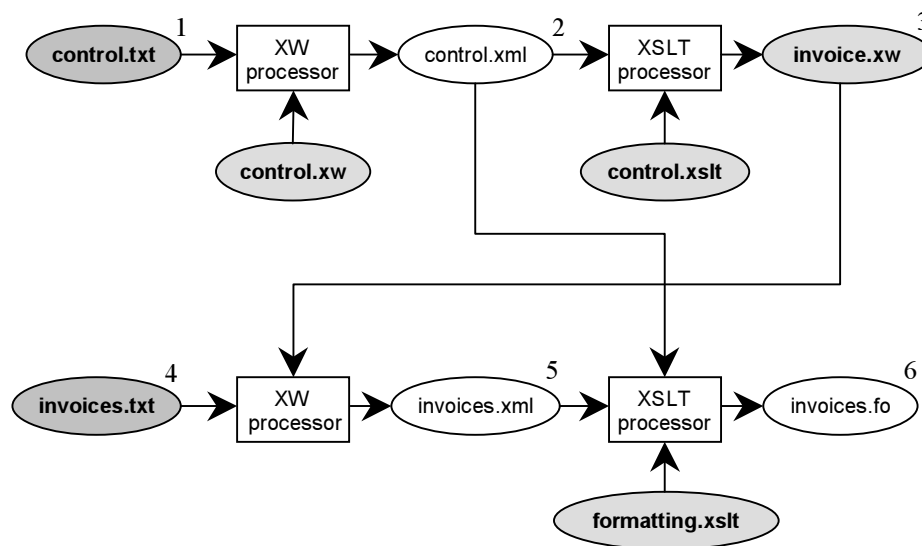 1
2
3
control.txt
XW
processor
control.xml
XSLT
processor
invoice.xw
control.xw
control.xslt
4
5
6
invoices.txt
XW
processor
invoices.xml
XSLT
processor
invoices.fo
formatting.xslt